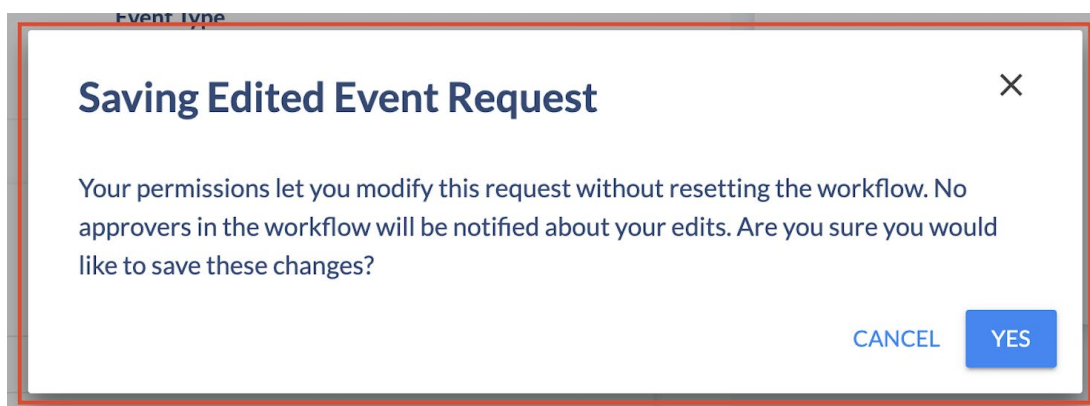 Event Type
Saving Edited Event Request
Your permissions let you modify this request without resetting the workflow. No
approvers in the workflow will be notified about your edits. Are you sure you would
like to save these changes?
CANCEL
YES